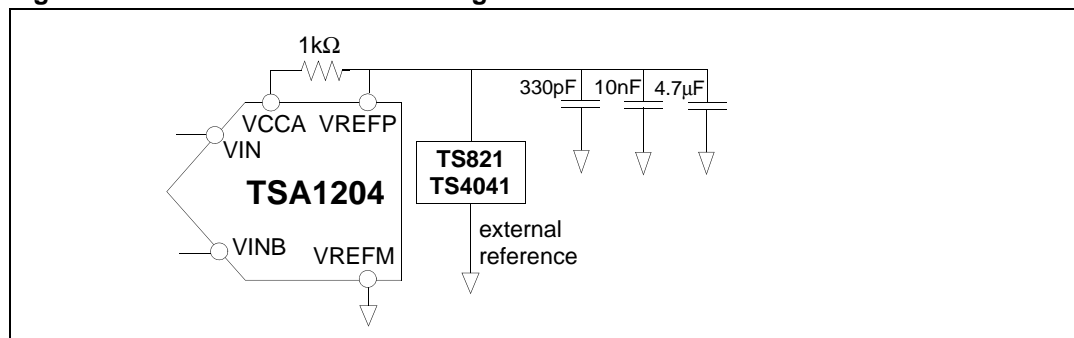 1kΩ
330pF
10nF
4.7µF
VCCA
VREFP
VIN
TS821
TS4041
TSA1204
external
reference
VINB
VREFM